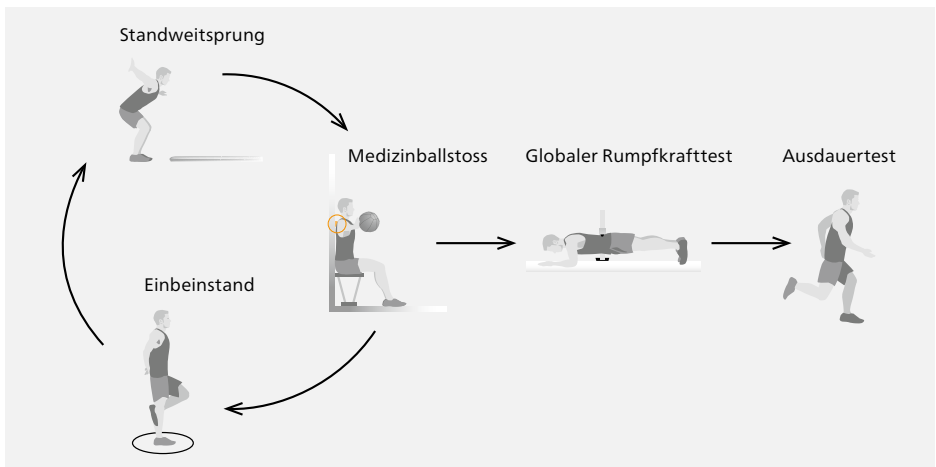 Standweitsprung
Medizinballstoss
Globaler Rumpfkrafttest
Ausdauertest
Einbeinstand